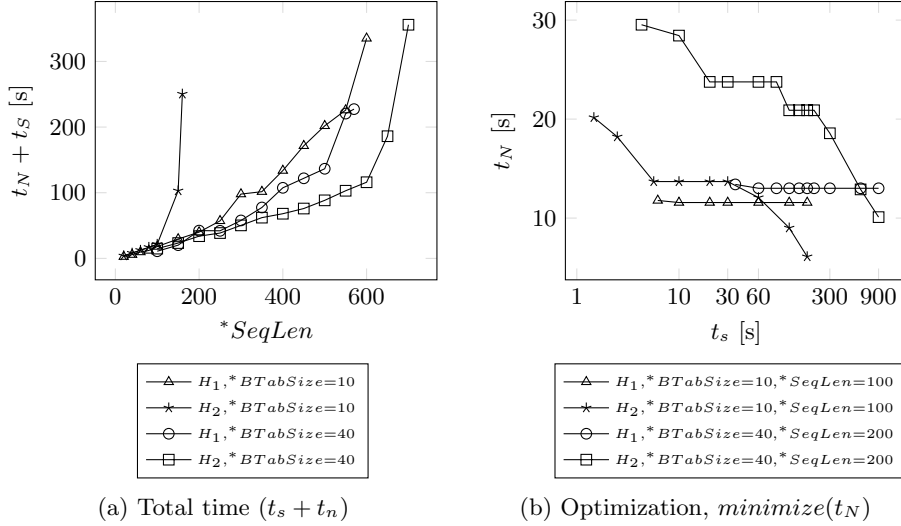 t_N + t_S [s]
300
200
100
0
0 200 400 600
*SeqLen
H_1,*BTabSize=10
H_2,*BTabSize=10
H_1,*BTabSize=40
H_2,*BTabSize=40
(a) Total time (t_s + t_n)
t_N [s]
30
20
10
1 10 30 60 300 900
t_s [s]
H_1,*BTabSize=10,*SeqLen=100
H_2,*BTabSize=10,*SeqLen=100
H_1,*BTabSize=40,*SeqLen=200
H_2,*BTabSize=40,*SeqLen=200
(b) Optimization, minimize(t_N)